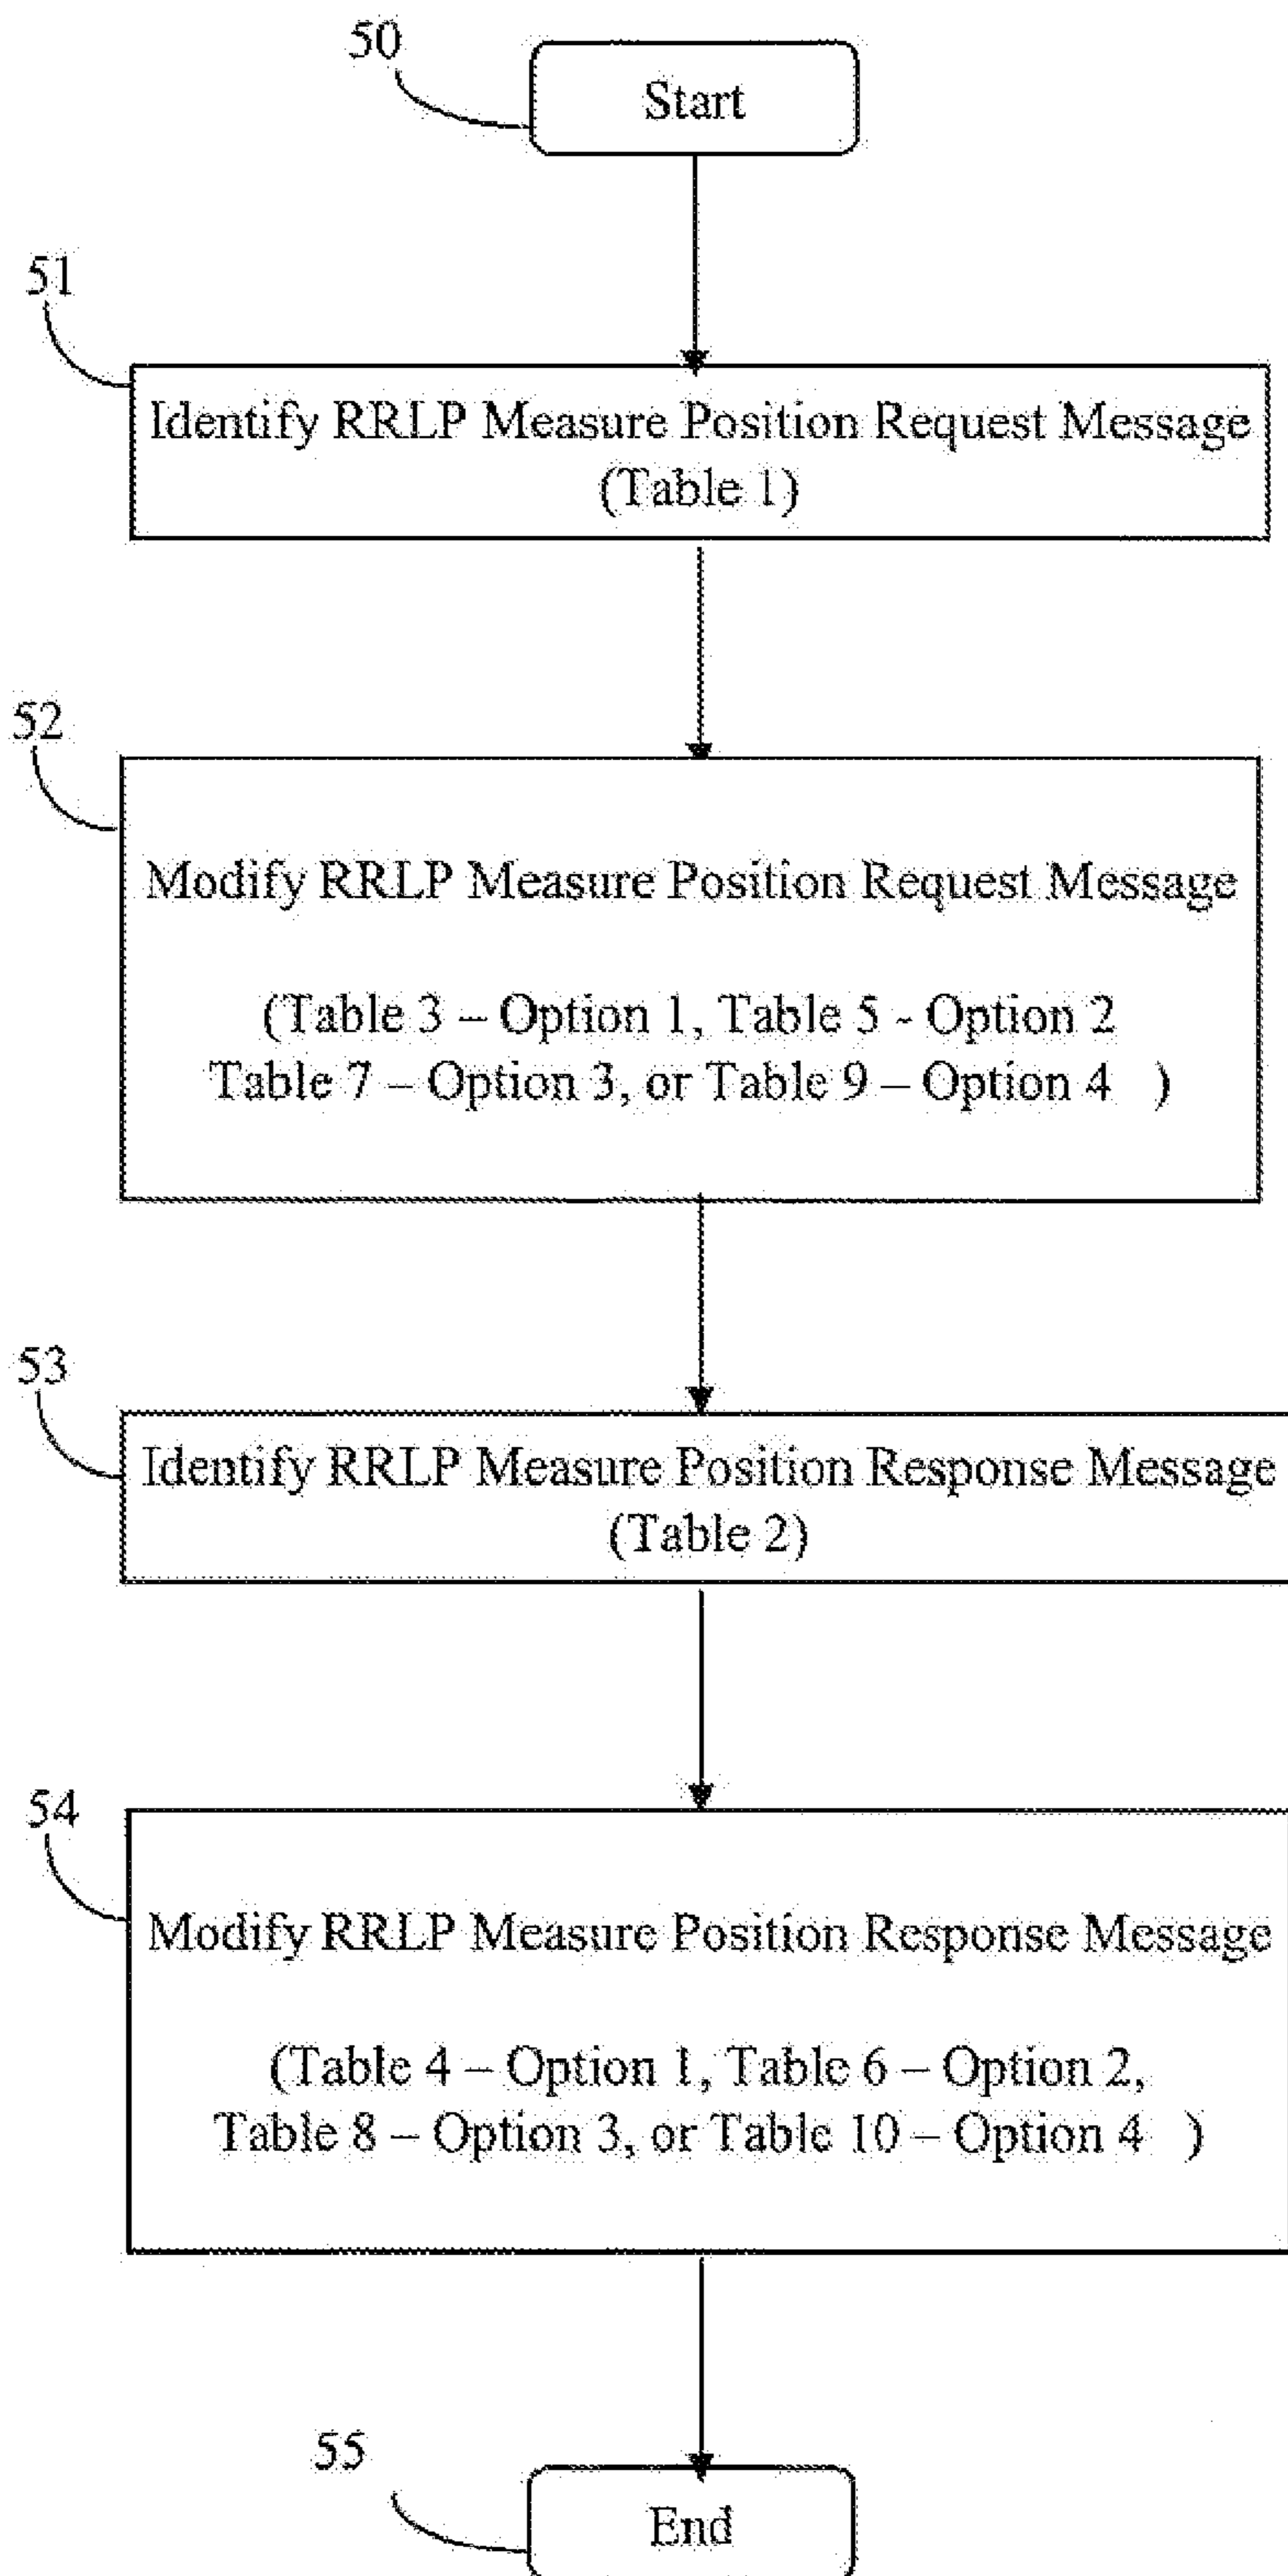 50
Start
51
Identify RRLP Measure Position Request Message
(Table 1)
52
Modify RRLP Measure Position Request Message
(Table 3 – Option 1, Table 5 - Option 2
Table 7 – Option 3, or Table 9 – Option 4 )
53
Identify RRLP Measure Position Response Message
(Table 2)
54
Modify RRLP Measure Position Response Message
(Table 4 – Option 1, Table 6 – Option 2,
Table 8 – Option 3, or Table 10 – Option 4 )
55
End